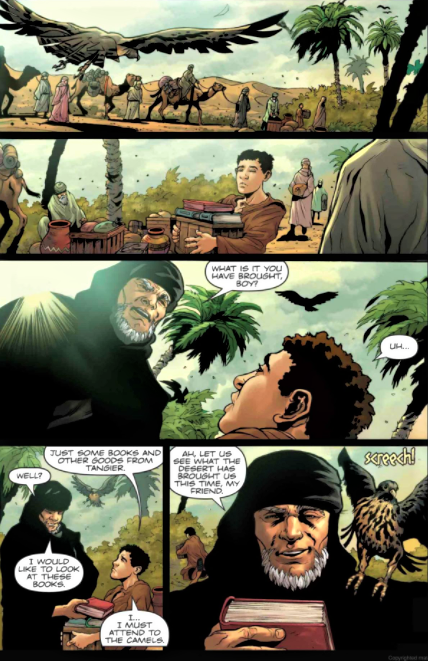 WHAT IS IT YOU
HAVE BROUGHT,
BOY?
UH...
WELL?
JUST SOME BOOKS AND
OTHER GOODS FROM
TANGIER.
I WOULD
LIKE TO LOOK
AT THESE
BOOKS.
I...
I MUST
ATTEND TO
THE CAMELS.
AH, LET US
SEE WHAT THE
DESERT HAS
BROUGHT US
THIS TIME, MY
FRIEND.
screech!